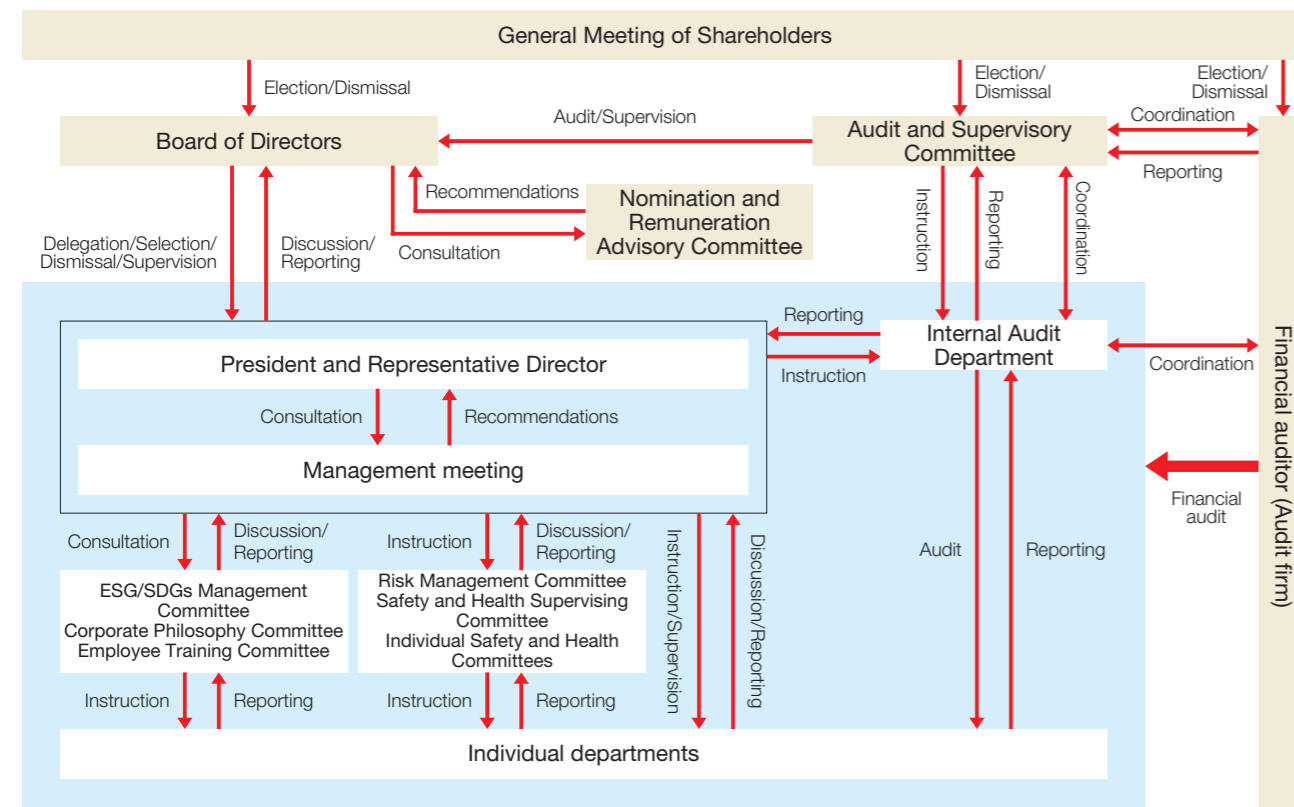 General Meeting of Shareholders
Election/Dismissal
Election/
Dismissal
Election/
Dismissal
Board of Directors
Audit/Supervision
Audit and Supervisory
Committee
Coordination
Reporting
Recommendations
Consultation
Nomination and
Remuneration
Advisory Committee
Delegation/Selection/
Dismissal/Supervision
Discussion/
Reporting
Instruction
Reporting
Coordination
President and Representative Director
Reporting
Instruction
Internal Audit
Department
Coordination
Consultation
Recommendations
Management meeting
Financial
audit
Financial auditor (Audit firm)
Consultation
Discussion/
Reporting
Instruction
Discussion/
Reporting
Instruction/Supervision
Discussion/Reporting
Audit
Reporting
ESG/SDGs Management
Committee
Corporate Philosophy Committee
Employee Training Committee
Risk Management Committee
Safety and Health Supervising
Committee
Individual Safety and Health
Committees
Instruction
Reporting
Instruction
Reporting
Individual departments